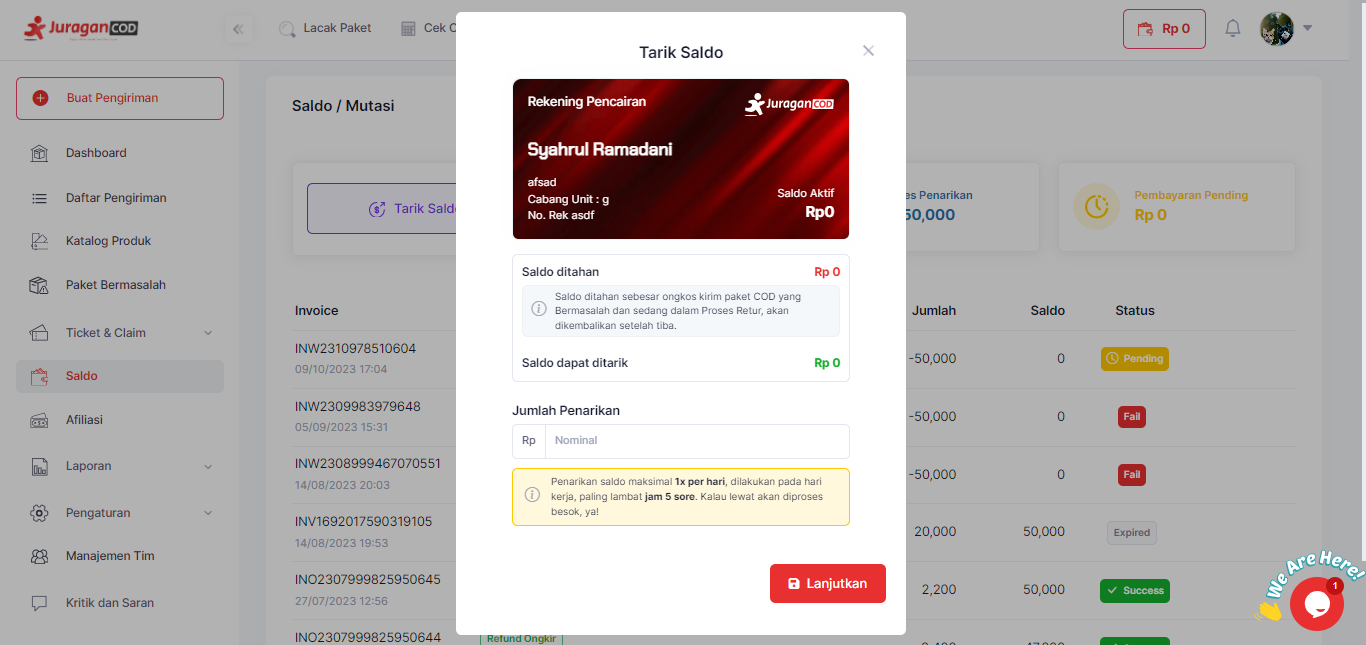 JuraganCOD
Lacak Paket
Cek O
Rp 0
Buat Pengiriman
Dashboard
Daftar Pengiriman
Katalog Produk
Paket Bermasalah
Ticket & Claim
Saldo
Afiliasi
Laporan
Pengaturan
Manajemen Tim
Kritik dan Saran
Saldo / Mutasi
Tarik Saldo
es Penarikan
50,000
Pembayaran Pending
Rp 0
Invoice Jumlah Saldo Status
INW2310978510604 -50,000 0 Pending
09/10/2023 17:04
INW2309983979648 -50,000 0 Fail
05/09/2023 15:31
INW2308999467070551 -50,000 0 Fail
14/08/2023 20:03
INV1692017590319105 20,000 50,000 Expired
14/08/2023 19:53
INO2307999825950645 2,200 50,000 Success
27/07/2023 12:56
INO2307999825950644
Refund Ongkir
Tarik Saldo
Rekening Pencairan
JuraganCOD
Syahrul Ramadani
afsad
Cabang Unit : g
No. Rek asdf
Saldo Aktif
Rp0
Saldo ditahan Rp 0
Saldo ditahan sebesar ongkos kirim paket COD yang
Bermasalah dan sedang dalam Proses Retur, akan
dikembalikan setelah tiba.
Saldo dapat ditarik Rp 0
Jumlah Penarikan
Rp Nominal
Penarikan saldo maksimal 1x per hari, dilakukan pada hari
kerja, paling lambat jam 5 sore. Kalau lewat akan diproses
besok, ya!
Lanjutkan
We Are Here!
1